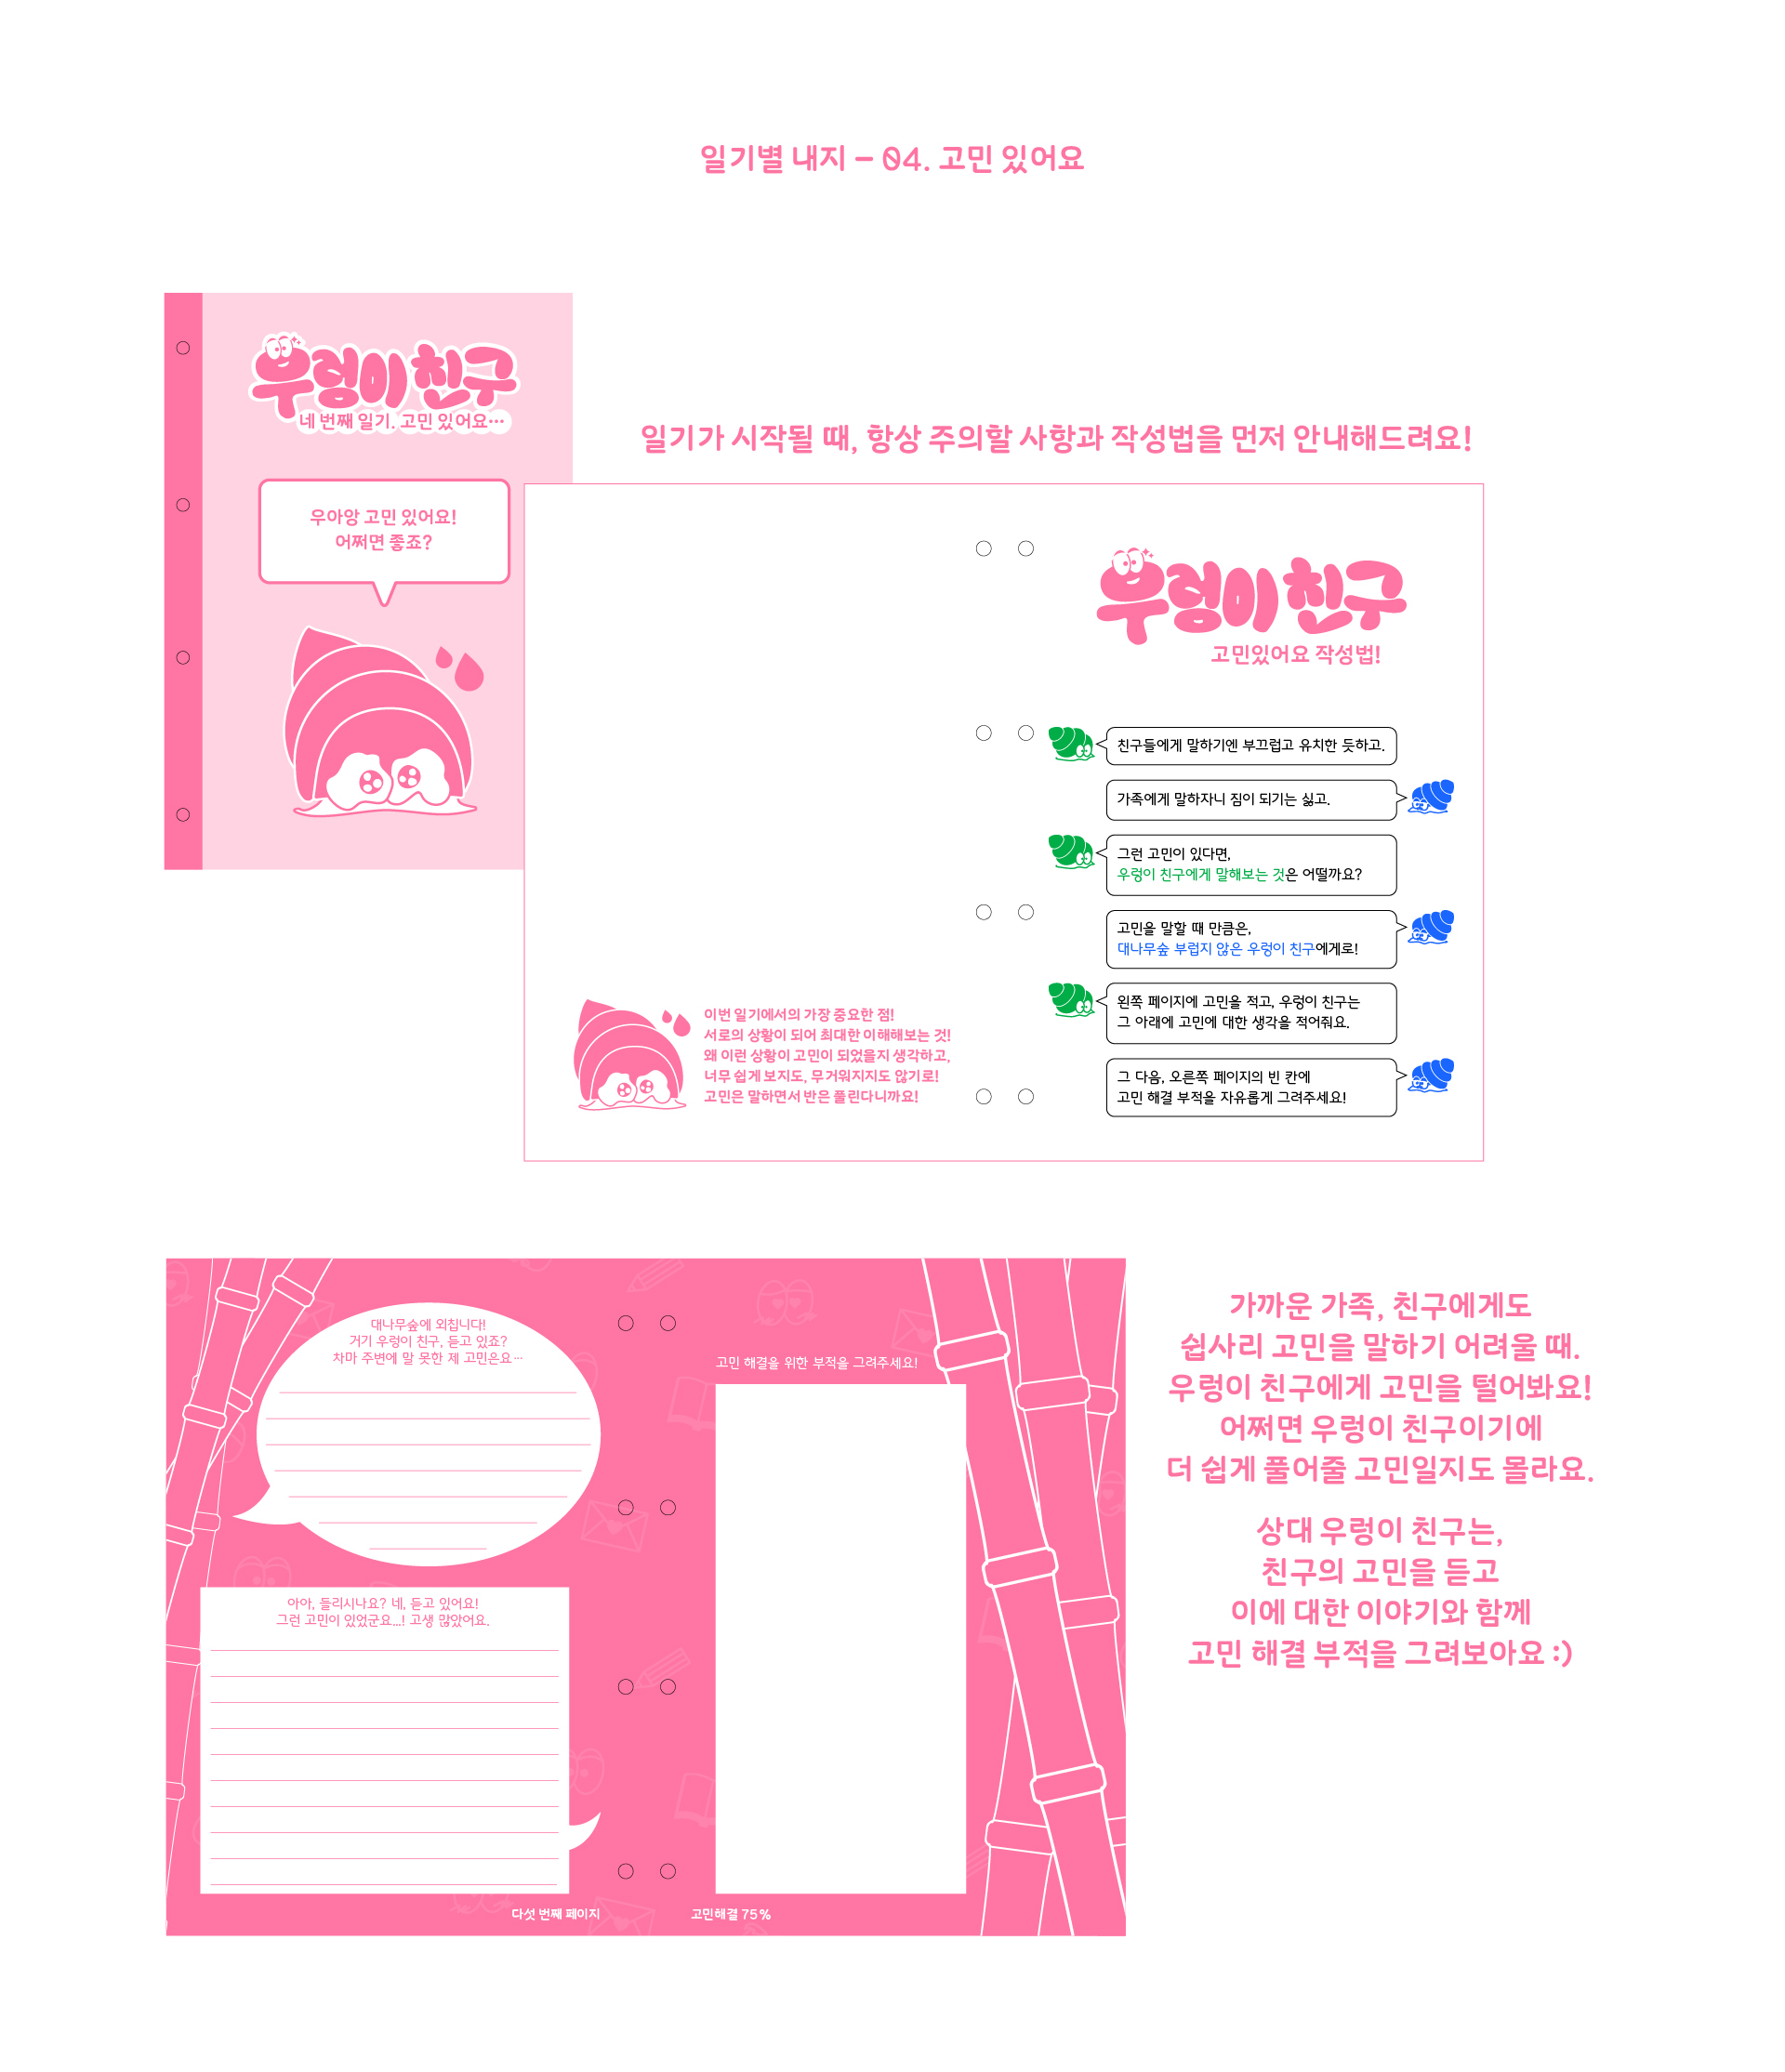 일기별 내지 – 04. 고민 있어요
우렁이 친구
네 번째 일기. 고민 있어요…
우아앙 고민 있어요!
어쩌면 좋죠?
일기가 시작될 때, 항상 주의할 사항과 작성법을 먼저 안내해드려요!
우렁이 친구
고민있어요 작성법!
친구들에게 말하기엔 부끄럽고 유치한 듯하고.
가족에게 말하자니 짐이 되기는 싫고.
그런 고민이 있다면,
우렁이 친구에게 말해보는 것은 어떨까요?
고민을 말할 때 만큼은,
대나무숲 부럽지 않은 우렁이 친구에게로!
왼쪽 페이지에 고민을 적고, 우렁이 친구는
그 아래에 고민에 대한 생각을 적어줘요.
그 다음, 오른쪽 페이지의 빈 칸에
고민 해결 부적을 자유롭게 그려주세요!
이번 일기에서의 가장 중요한 점!
서로의 상황이 되어 최대한 이해해보는 것!
왜 이런 상황이 고민이 되었을지 생각하고,
너무 쉽게 보지도, 무거워지지도 않기로!
고민은 말하면서 반은 풀린다니까요!
대나무숲에 외칩니다!
거기 우렁이 친구, 듣고 있죠?
차마 주변에 말 못한 제 고민은요…
아아, 들리시나요? 네, 듣고 있어요!
그런 고민이 있었군요...! 고생 많았어요.
다섯 번째 페이지
고민 해결을 위한 부적을 그려주세요!
고민해결 75%
가까운 가족, 친구에게도
쉽사리 고민을 말하기 어려울 때.
우렁이 친구에게 고민을 털어봐요!
어쩌면 우렁이 친구이기에
더 쉽게 풀어줄 고민일지도 몰라요.
상대 우렁이 친구는,
친구의 고민을 듣고
이에 대한 이야기와 함께
고민 해결 부적을 그려보아요 :)